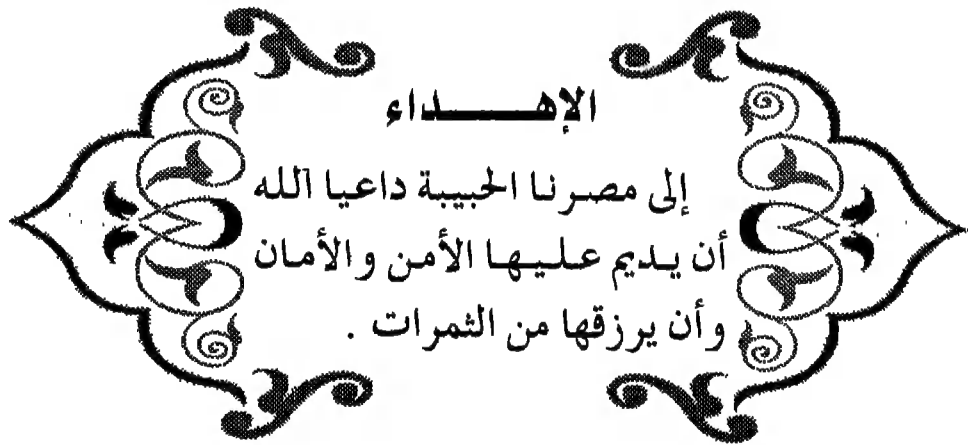 الإهـــــداء
إلى مصرنا الحبيبة داعيا الله
أن يديم عليها الأمن والأمان
وأن يرزقها من الثمرات .